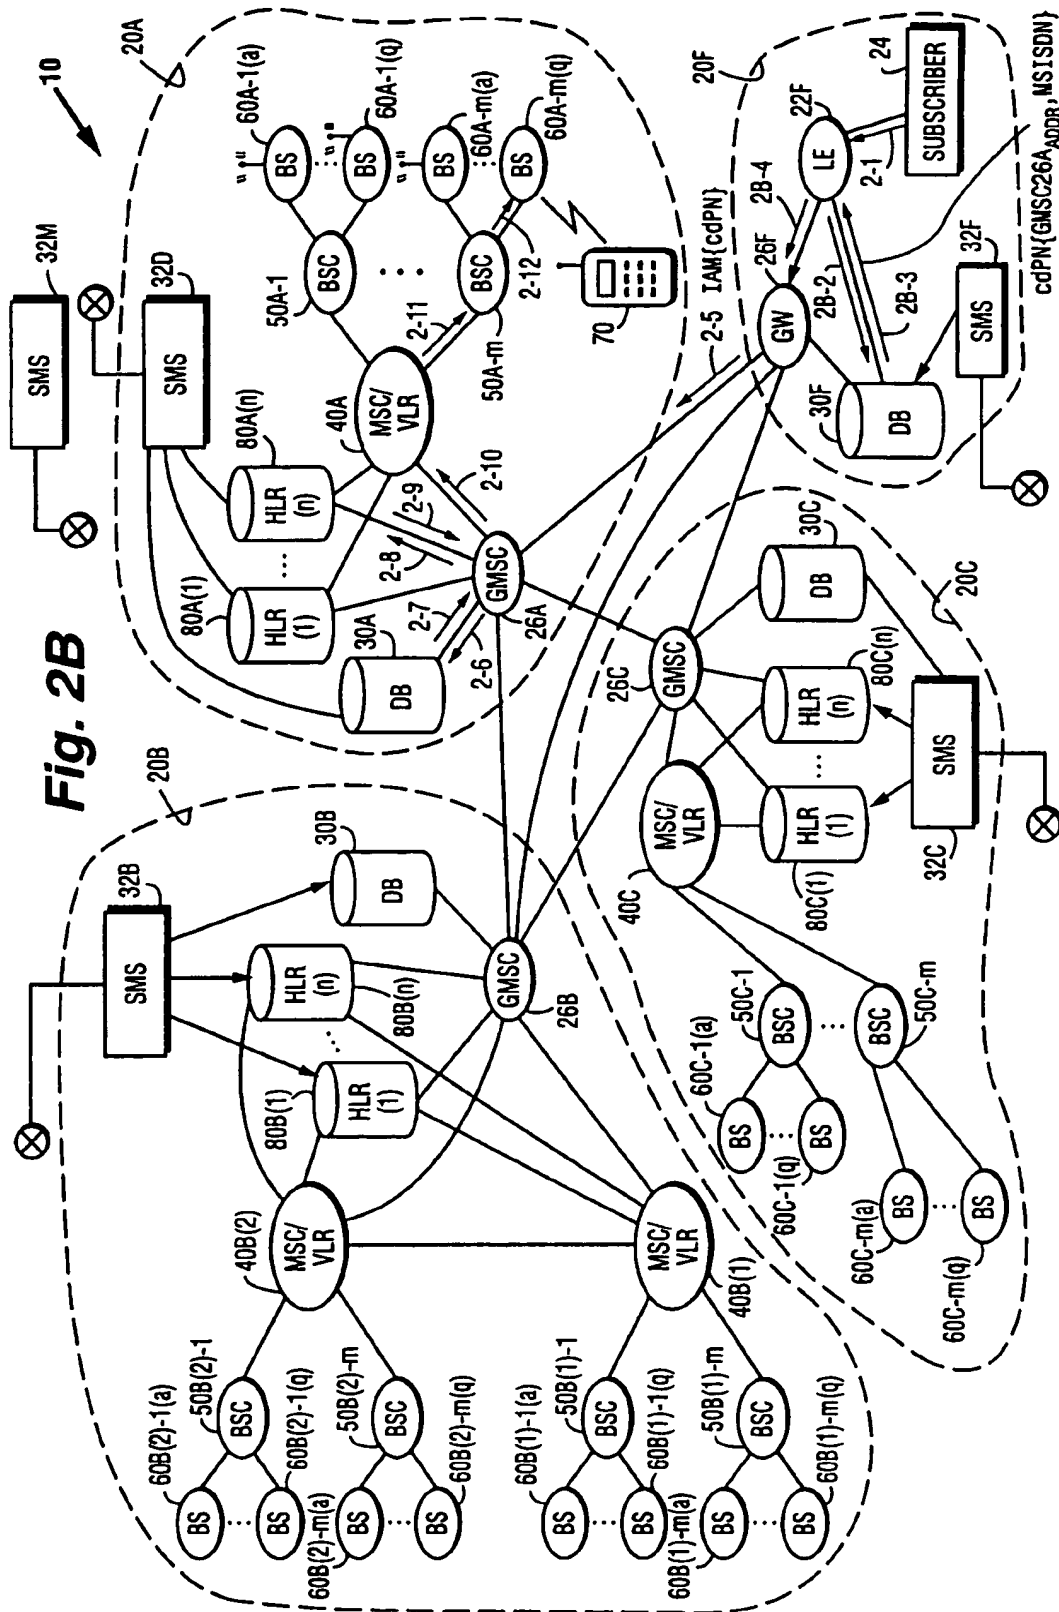 Fig. 2B
10
20A
32M
SMS
32D
SMS
80A(n)
HLR
(n)
80A(1)
HLR
(1)
30A
DB
40A
MSC/
VLR
50A-1
BSC
50A-m
BSC
60A-1(a)
BS
60A-1(q)
BS
60A-m(a)
BS
60A-m(q)
BS
70
2-6
2-7
2-8
2-9
2-10
2-11
2-12
GMSC
26A
20B
32B
SMS
30B
DB
80B(n)
HLR
(n)
80B(1)
HLR
(1)
GMSC
26B
40B(2)
MSC/
VLR
40B(1)
MSC/
VLR
50B(2)-1
BSC
50B(2)-m
BSC
60B(2)-1(a)
BS
60B(2)-1(q)
BS
60B(2)-m(a)
BS
60B(2)-m(q)
BS
50B(1)-1
BSC
50B(1)-m
BSC
60B(1)-1(a)
BS
60B(1)-1(q)
BS
60B(1)-m(a)
BS
60B(1)-m(q)
BS
20C
26C
GMSC
30C
DB
80C(n)
HLR
(n)
80C(1)
HLR
(1)
SMS
32C
40C
MSC/
VLR
50C-1
BSC
50C-m
BSC
60C-1(a)
BS
60C-1(q)
BS
60C-m(a)
BS
60C-m(q)
BS
20F
2-5 IAM{cdPN}
26F
GW
2B-4
22F
LE
2-1
24
SUBSCRIBER
2B-2
2B-3
30F
DB
32F
SMS
cdPN{GMSC26A ADDR, MSISDN}